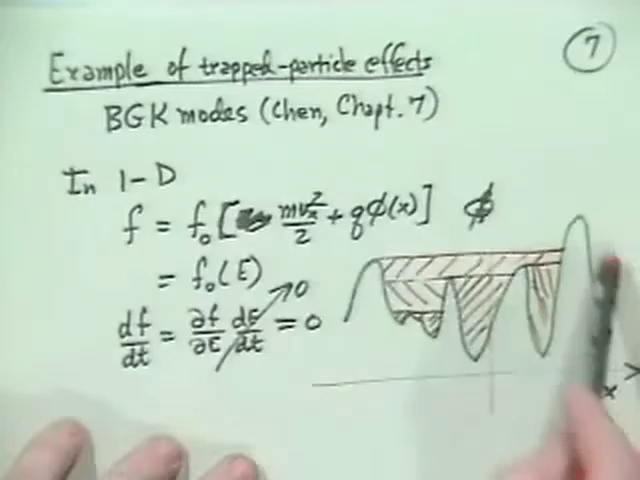 7
Example of trapped-particle effects
BGK modes (Chen, Chapt. 7)
In 1-D
f = f₀[ mvₓ²/2 + qϕ(x)] ϕ
= f₀(E)
df/dt = ∂f/∂E dE/dt = 0 → 0
x